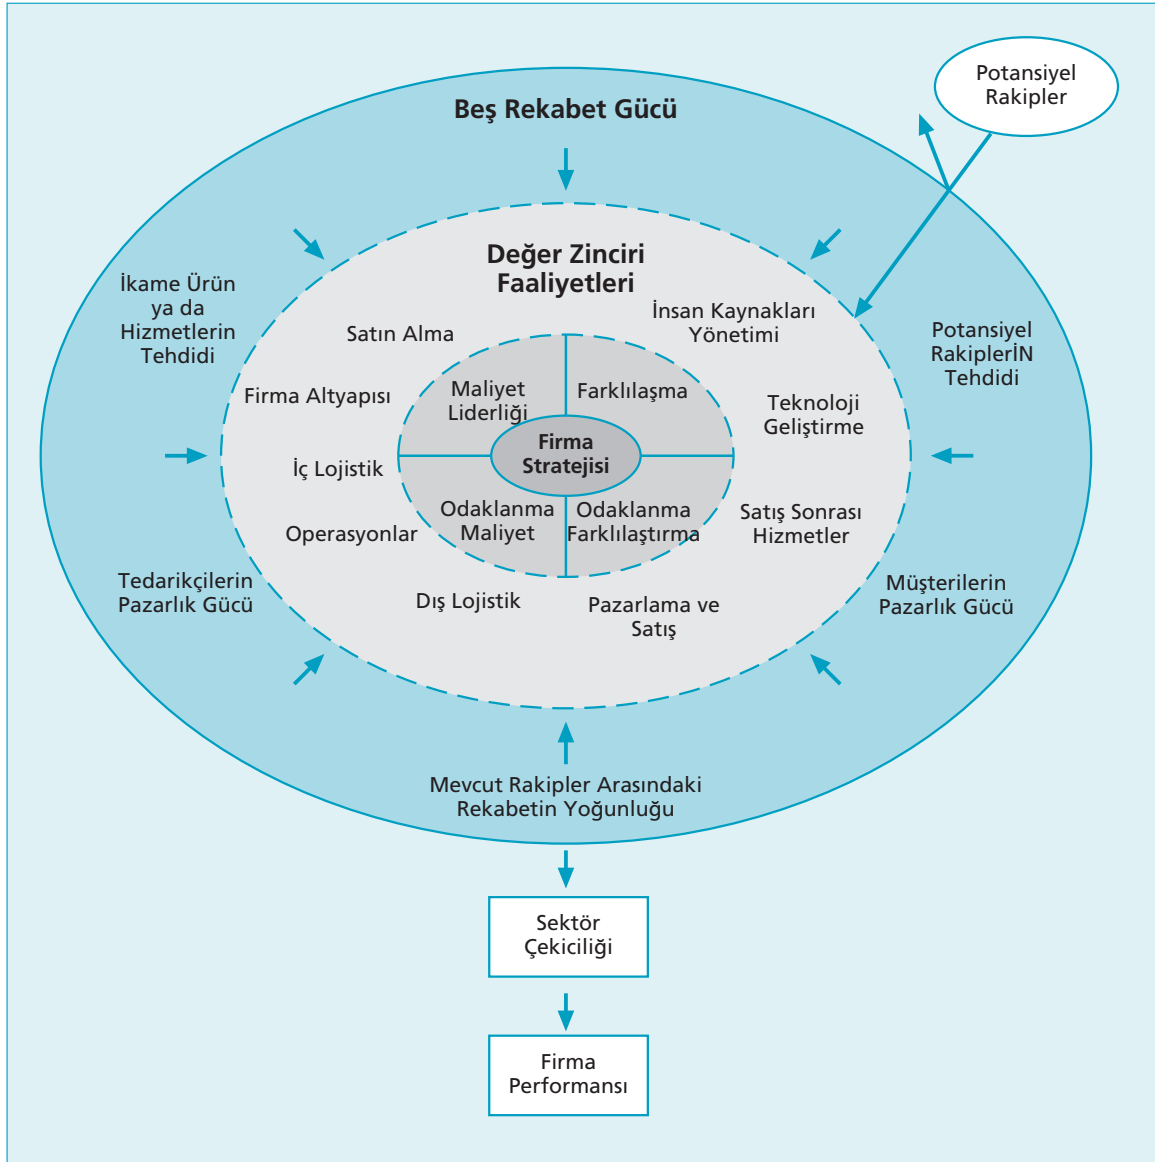 Potansiyel
Rakipler
Beş Rekabet Gücü
Değer Zinciri
Faaliyetleri
İkame Ürün
ya da
Hizmetlerin
Tehdidi
Potansiyel
RakiplerİN
Tehdidi
Satın Alma
İnsan Kaynakları
Yönetimi
Firma Altyapısı
Teknoloji
Geliştirme
Maliyet
Liderliği
Farklılaşma
Firma
Stratejisi
İç Lojistik
Odaklanma
Maliyet
Odaklanma
Farklılaştırma
Operasyonlar
Satış Sonrası
Hizmetler
Tedarikçilerin
Pazarlık Gücü
Dış Lojistik
Pazarlama ve
Satış
Müşterilerin
Pazarlık Gücü
Mevcut Rakipler Arasındaki
Rekabetin Yoğunluğu
Sektör
Çekiciliği
Firma
Performansı